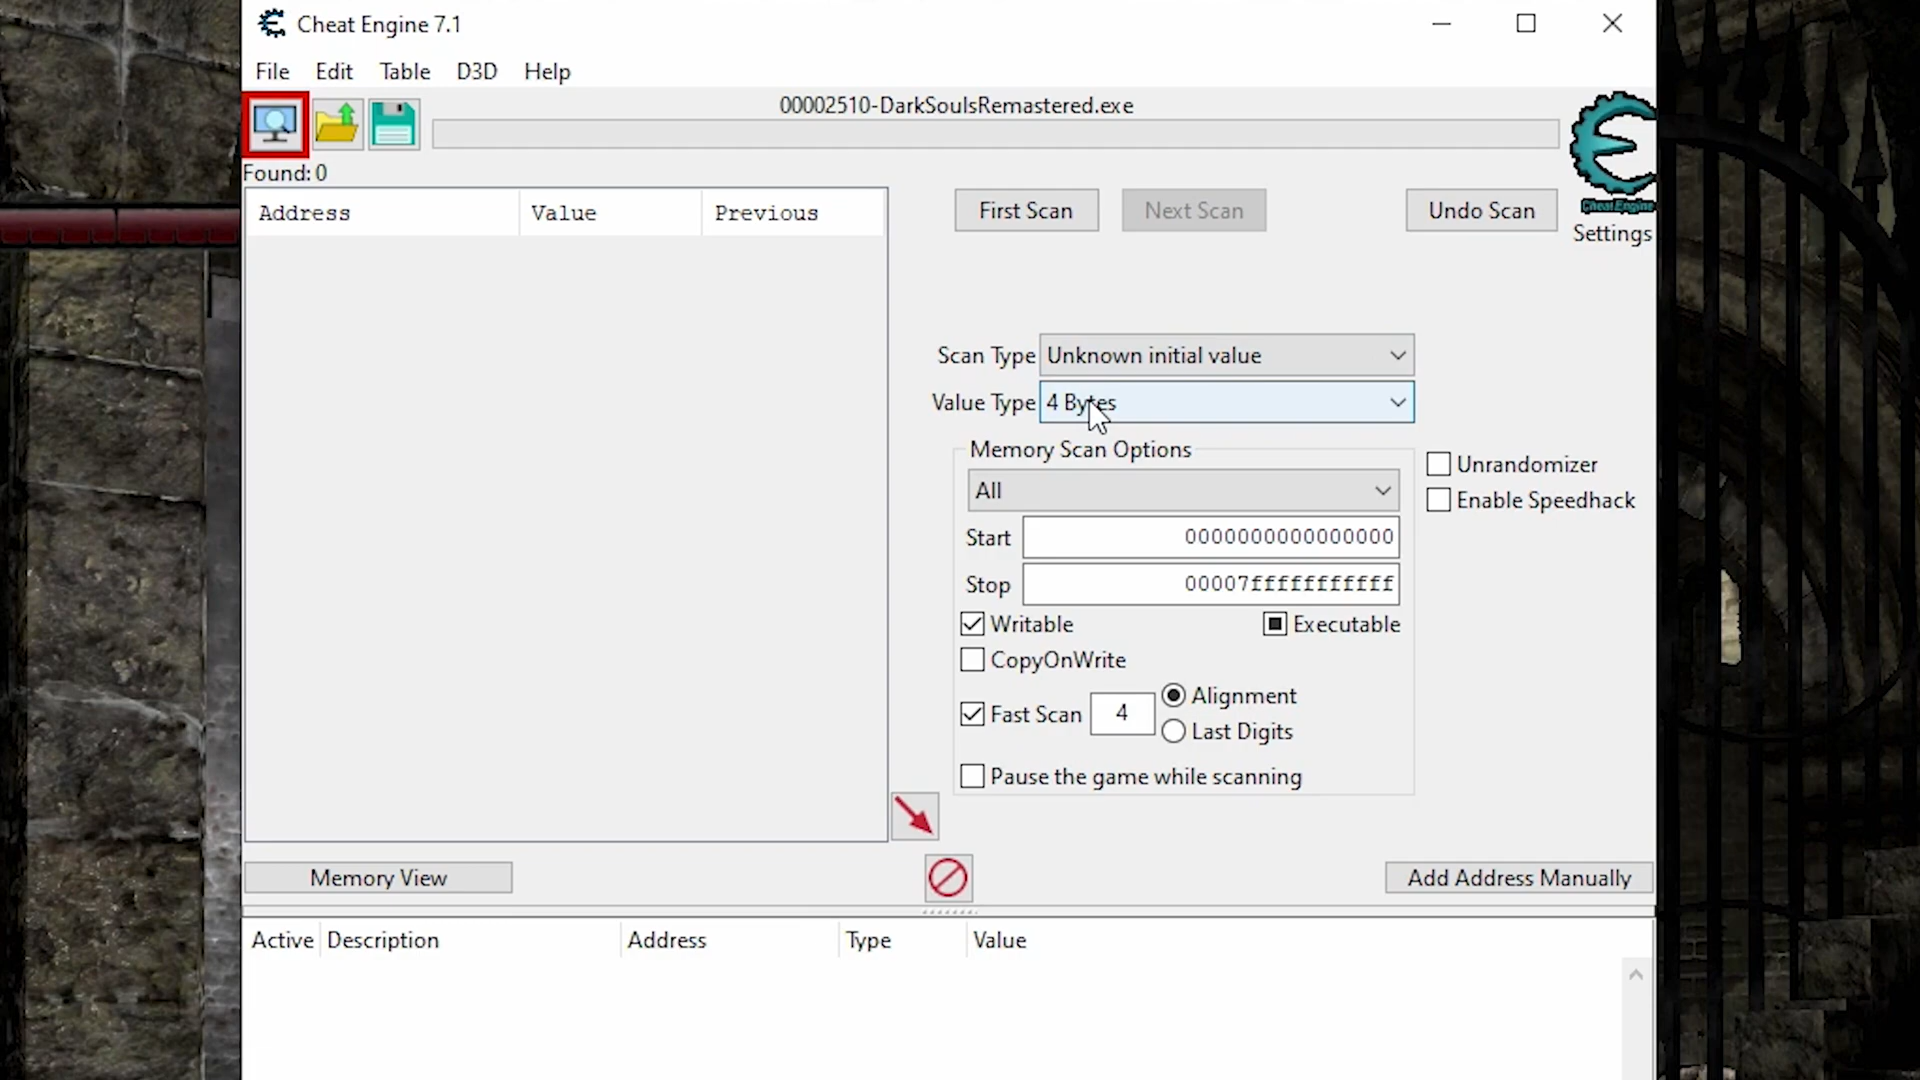 Cheat Engine 7.1
File Edit Table D3D Help
00002510-DarkSoulsRemastered.exe
Found: 0
Address Value Previous
First Scan Next Scan Undo Scan
Cheat Engine
Settings
Scan Type Unknown initial value
Value Type 4 Bytes
Memory Scan Options
All
Unrandomizer
Enable Speedhack
Start 0000000000000000
Stop 00007fffffffffff
Writable Executable
CopyOnWrite
Fast Scan 4 Alignment
Last Digits
Pause the game while scanning
Memory View Add Address Manually
Active Description Address Type Value